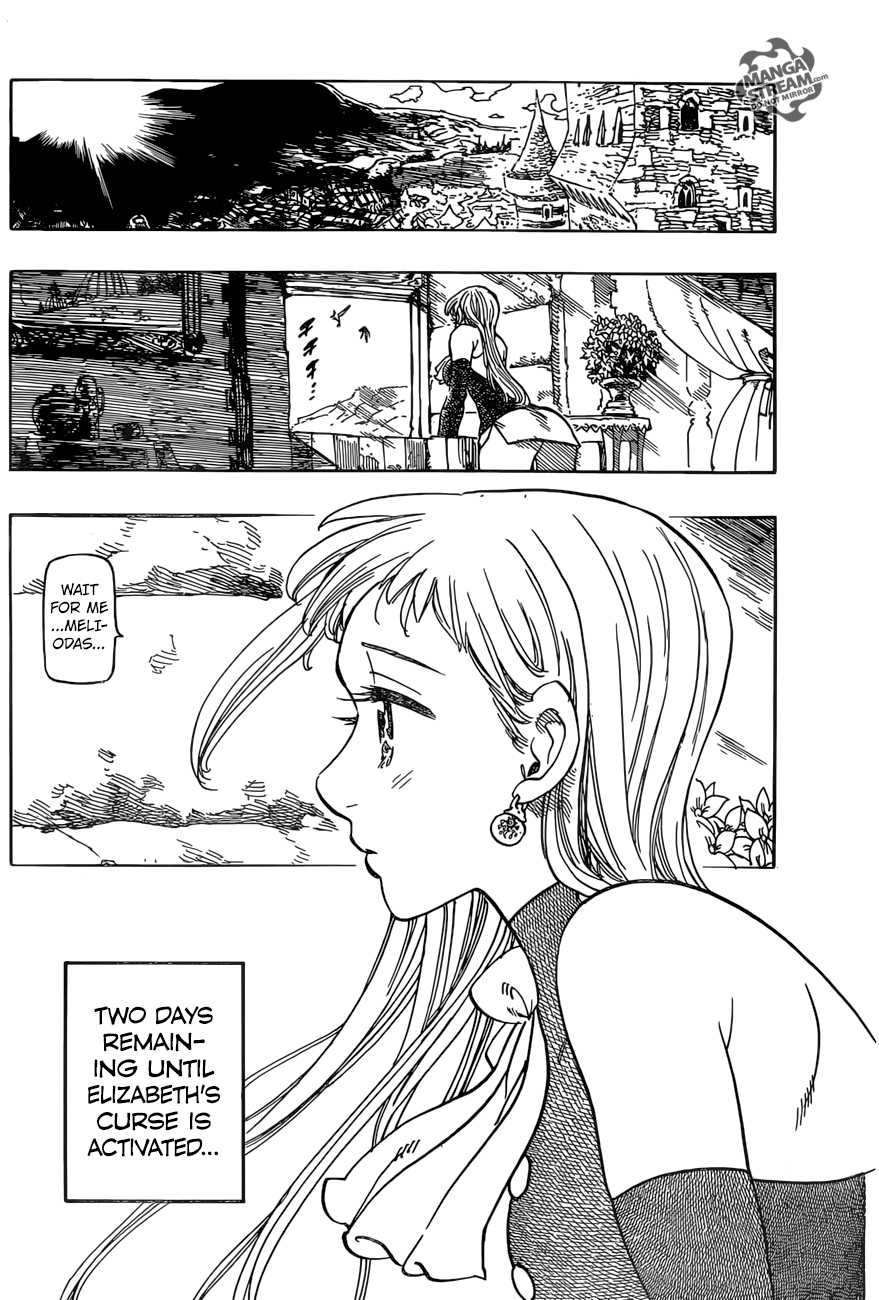 MANGA
STREAM.com
DO NOT MIRROR
チチチ…
WAIT
FOR ME
...MELI-
ODAS...
TWO DAYS
REMAIN-
ING UNTIL
ELIZABETH'S
CURSE IS
ACTIVATED...